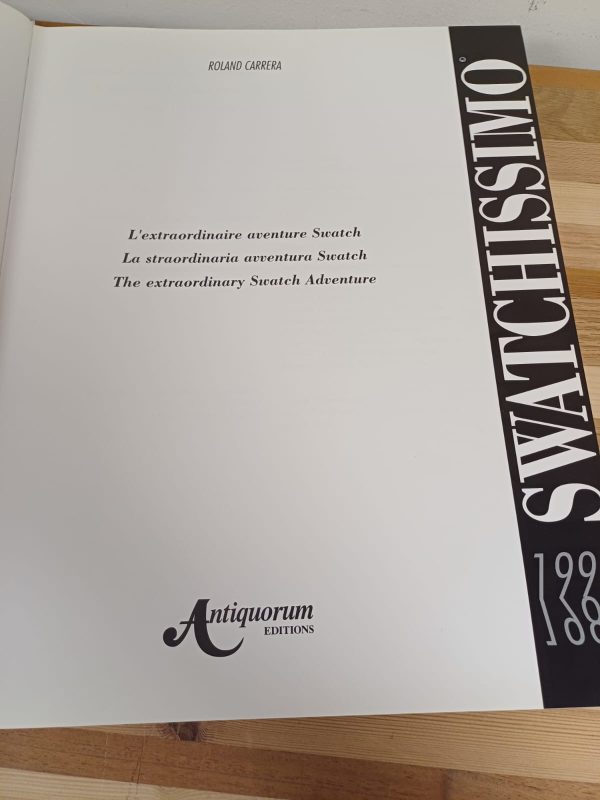 ROLAND CARRERA
L'extraordinaire aventure Swatch
La straordinaria avventura Swatch
The extraordinary Swatch Adventure
Antiquorum
EDITIONS
SWATCHISSIMO©